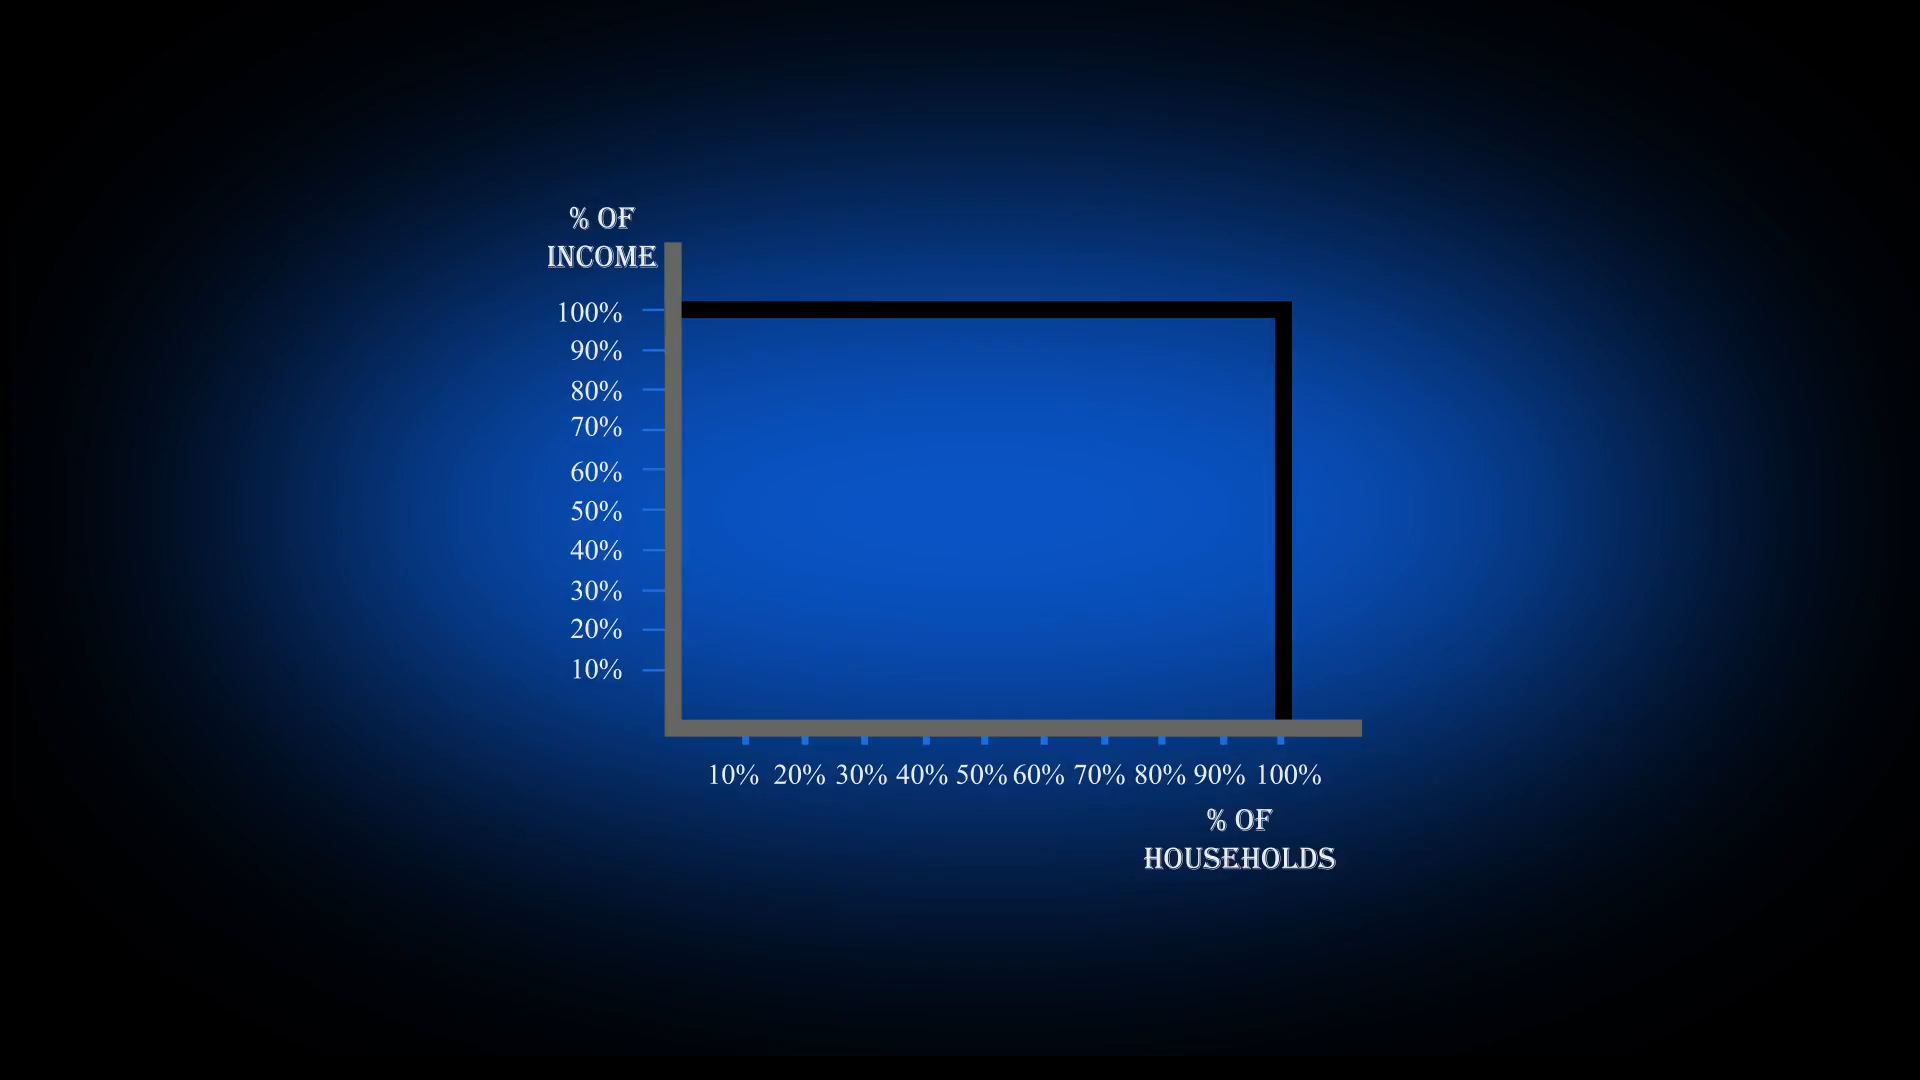 % OF
INCOME
100%
90%
80%
70%
60%
50%
40%
30%
20%
10%
10% 20% 30% 40% 50% 60% 70% 80% 90% 100%
% OF
HOUSEHOLDS